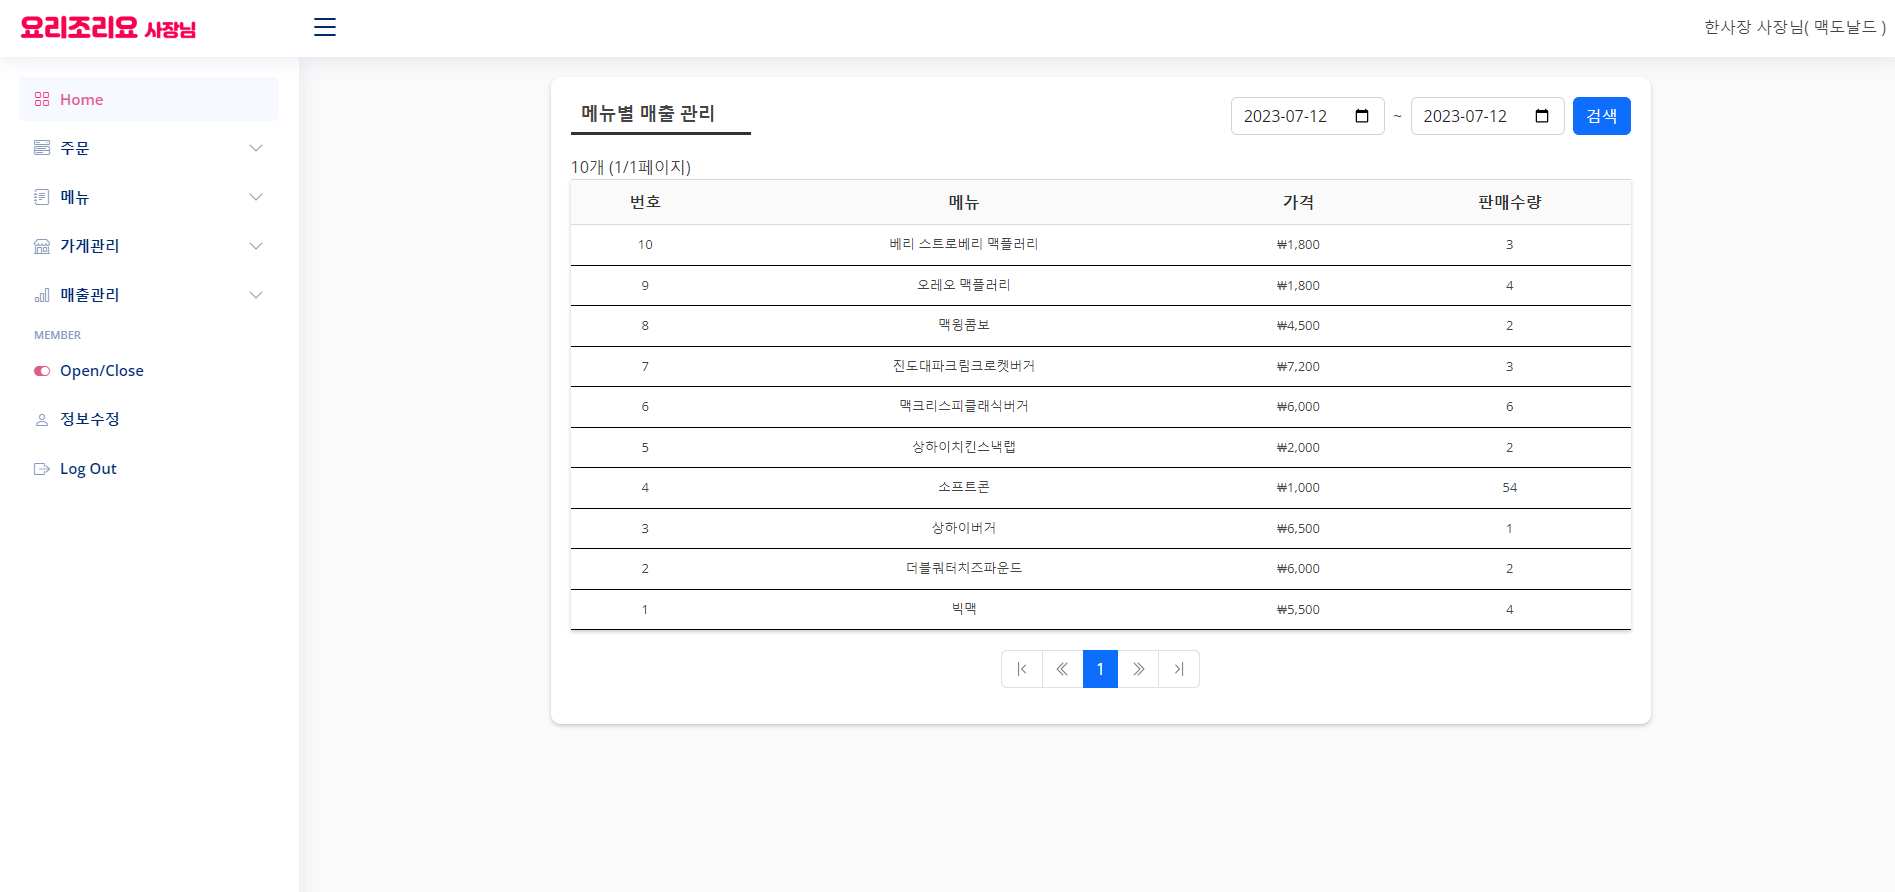 요리조리요 사장님
한사장 사장님( 맥도날드 )
Home
주문
메뉴
가게관리
매출관리
MEMBER
Open/Close
정보수정
Log Out
메뉴별 매출 관리
2023-07-12 ~ 2023-07-12 검색
10개 (1/1페이지)
번호 메뉴 가격 판매수량
10 베리 스트로베리 맥플러리 ₩1,800 3
9 오레오 맥플러리 ₩1,800 4
8 맥윙콤보 ₩4,500 2
7 진도대파크림크로켓버거 ₩7,200 3
6 맥크리스피클래식버거 ₩6,000 6
5 상하이치킨스낵랩 ₩2,000 2
4 소프트콘 ₩1,000 54
3 상하이버거 ₩6,500 1
2 더블쿼터치즈파운드 ₩6,000 2
1 빅맥 ₩5,500 4
1